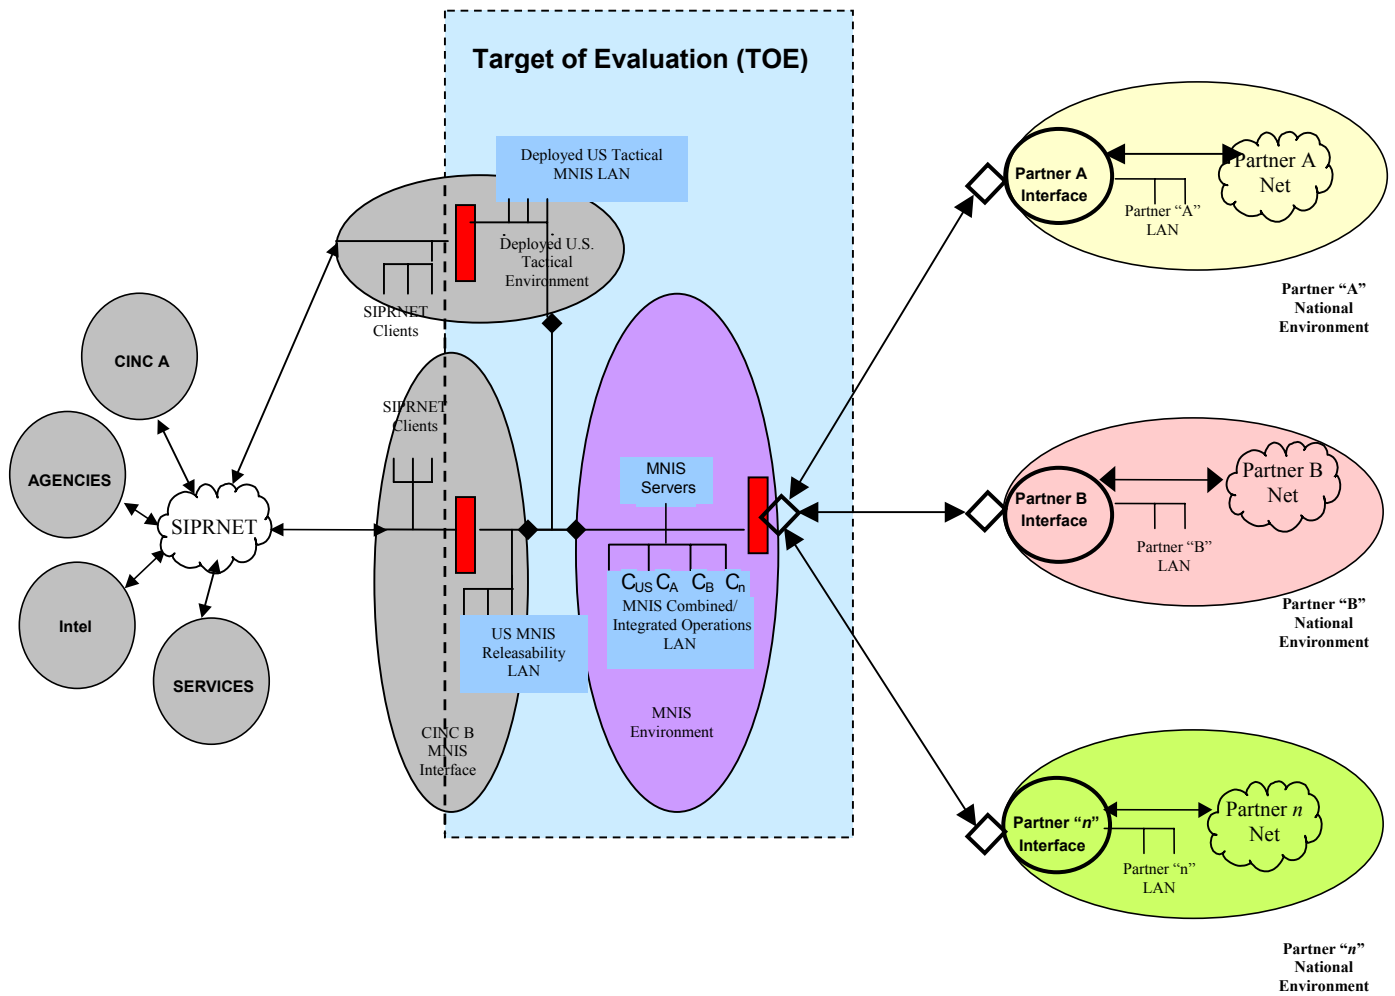 Target of Evaluation (TOE)
Deployed US Tactical
MNIS LAN
Deployed U.S.
Tactical
Environment
SIPRNET
Clients
CINC A
AGENCIES
SIPRNET
Intel
SERVICES
SIPRNET
Clients
US MNIS
Releasability
LAN
CINC B
MNIS
Interface
MNIS
Servers
CUS CA CB Cn
MNIS Combined/
Integrated Operations
LAN
MNIS
Environment
Partner A
Interface
Partner “A”
LAN
Partner A
Net
Partner “A”
National
Environment
Partner B
Interface
Partner “B”
LAN
Partner B
Net
Partner “B”
National
Environment
Partner “n”
Interface
Partner “n”
LAN
Partner n
Net
Partner “n”
National
Environment